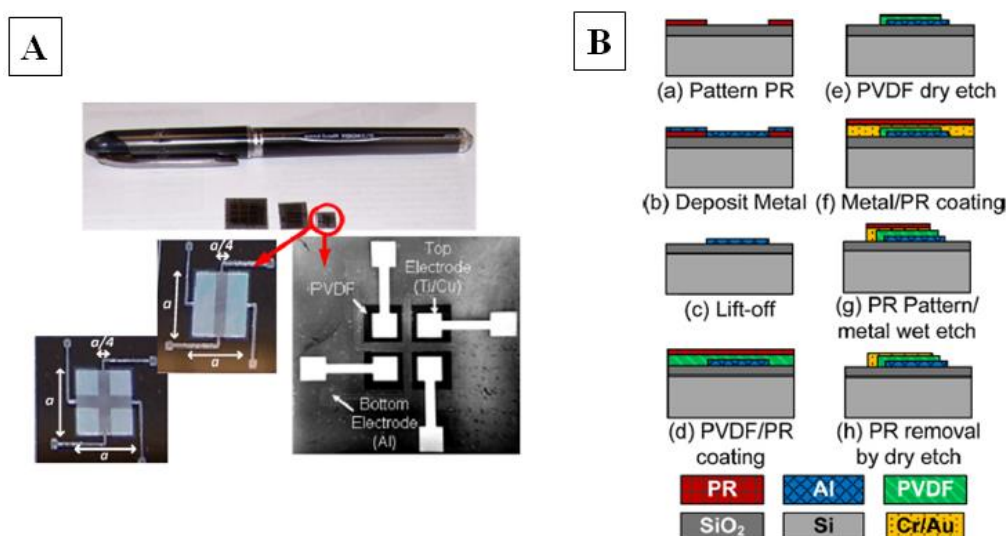 A
a/4
a
a
a/4
a
a
PVDF
Top
Electrode
(Ti/Cu)
Bottom
Electrode
(Al)
B
(a) Pattern PR
(e) PVDF dry etch
(b) Deposit Metal
(f) Metal/PR coating
(c) Lift-off
(g) PR Pattern/
metal wet etch
(d) PVDF/PR
coating
(h) PR removal
by dry etch
PR
Al
PVDF
SiO₂
Si
Cr/Au